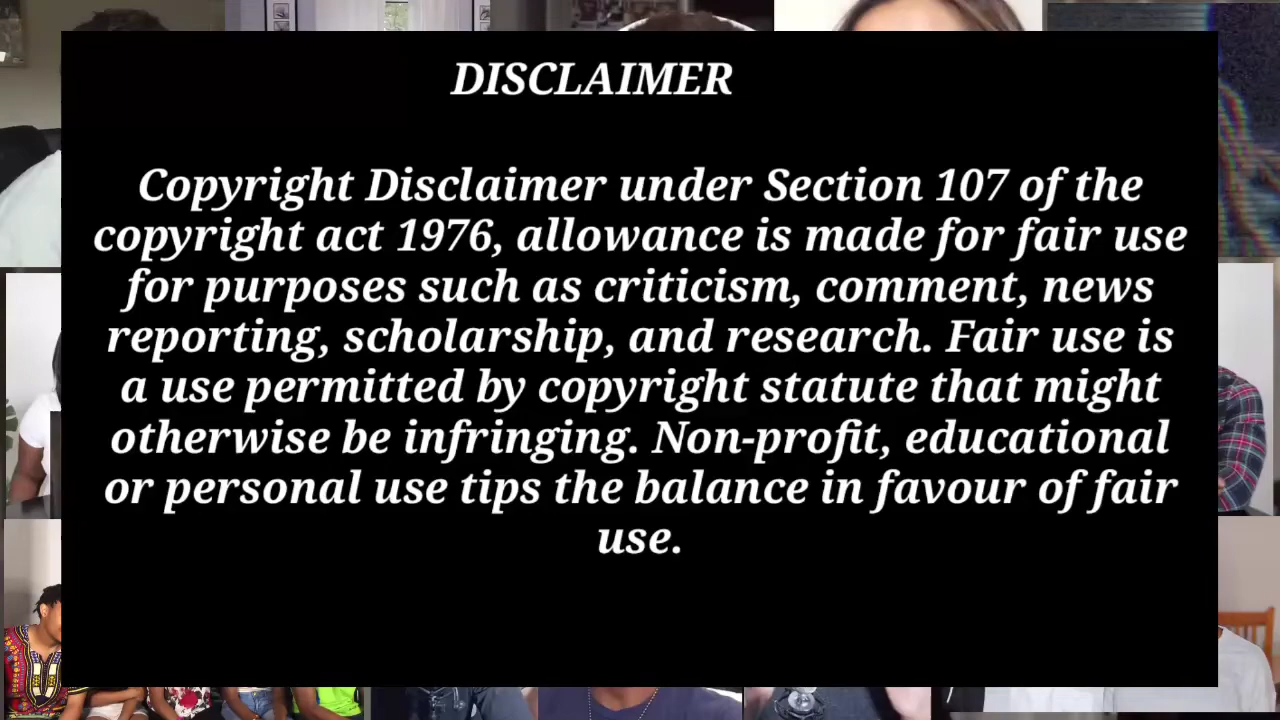 DISCLAIMER
Copyright Disclaimer under Section 107 of the
copyright act 1976, allowance is made for fair use
for purposes such as criticism, comment, news
reporting, scholarship, and research. Fair use is
a use permitted by copyright statute that might
otherwise be infringing. Non-profit, educational
or personal use tips the balance in favour of fair
use.